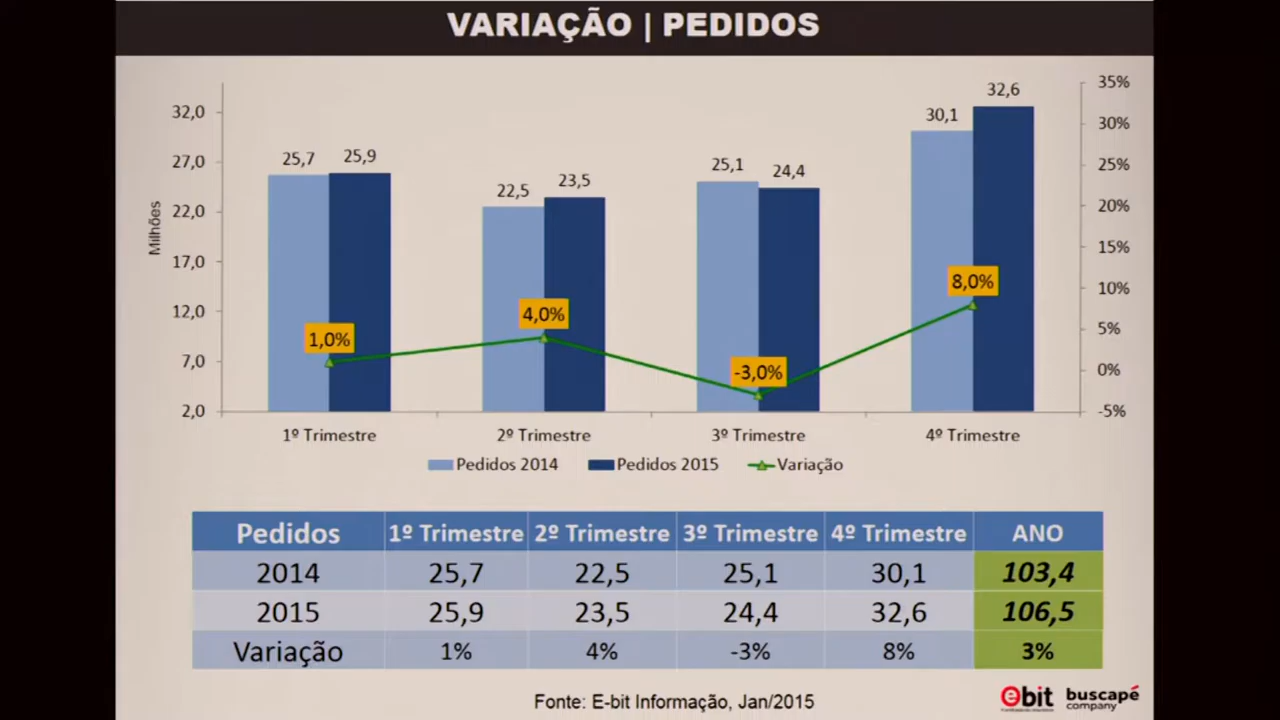 VARIAÇÃO | PEDIDOS
35%
32,6
32,0
30,1
30%
25,7
25,9
27,0
25,1
24,4
25%
22,5
23,5
22,0
20%
Milhões
17,0
15%
8,0%
12,0
4,0%
10%
1,0%
5%
7,0
-3,0%
0%
2,0
-5%
1º Trimestre
2º Trimestre
3º Trimestre
4º Trimestre
Pedidos 2014
Pedidos 2015
Variação
Pedidos 1º Trimestre 2º Trimestre 3º Trimestre 4º Trimestre ANO
2014 25,7 22,5 25,1 30,1 103,4
2015 25,9 23,5 24,4 32,6 106,5
Variação 1% 4% -3% 8% 3%
Fonte: E-bit Informação, Jan/2015
ebit
buscapé
company